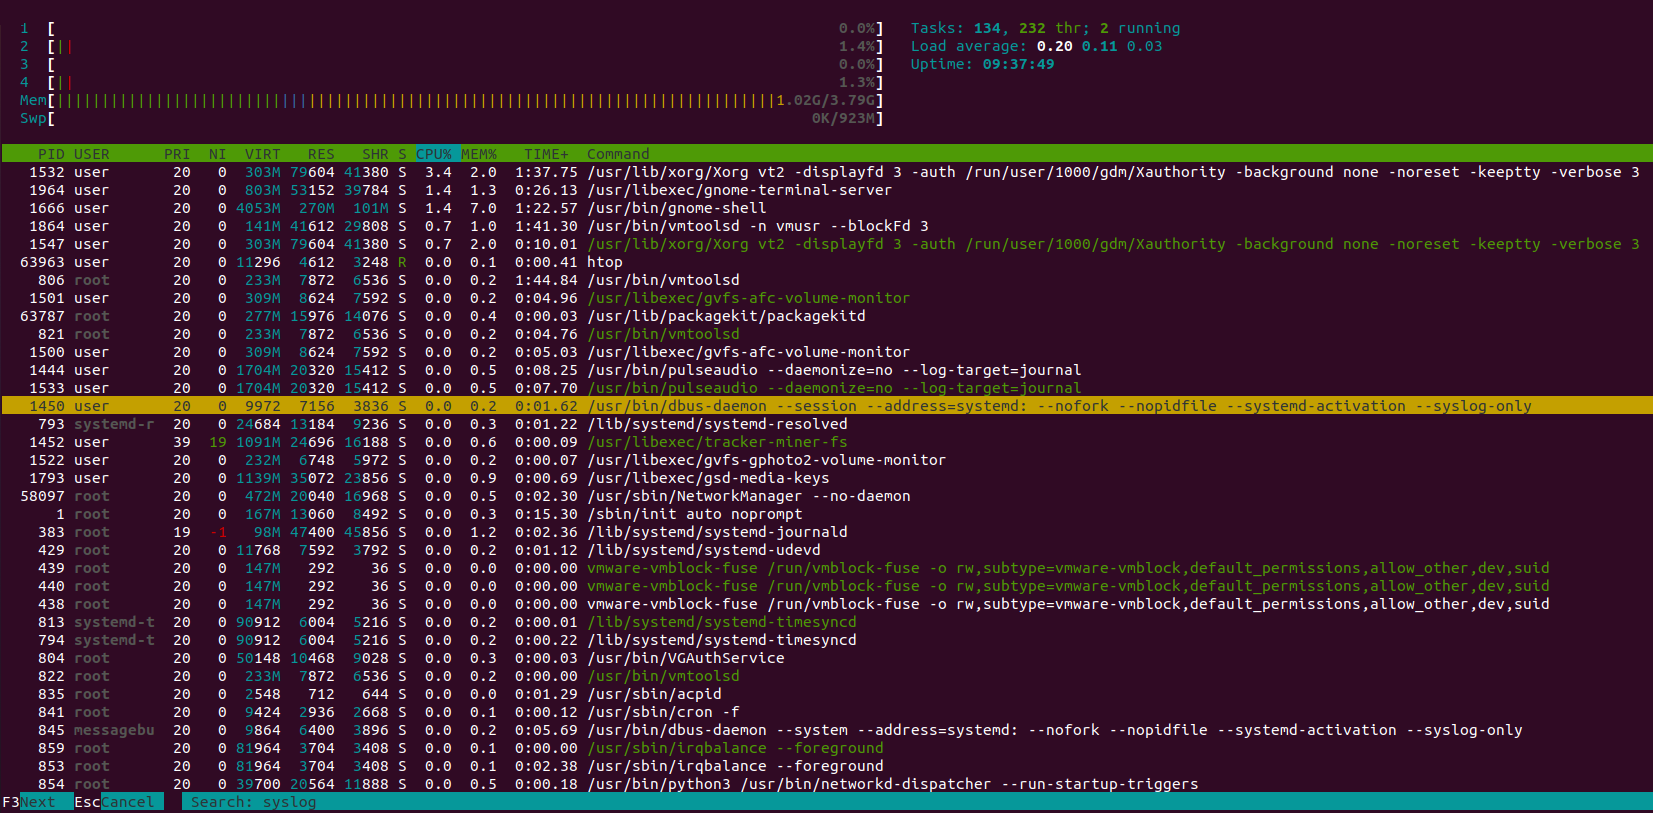 1 [ 0.0%] Tasks: 134, 232 thr; 2 running
2 [|| 1.4%] Load average: 0.20 0.11 0.03
3 [ 0.0%] Uptime: 09:37:49
4 [|| 1.3%]
Mem[||||||||||||||||||||||||||||||||||||||||||||||||||||||||||||||||||||||||||||||||1.02G/3.79G]
Swp[ 0K/923M]
PID USER PRI NI VIRT RES SHR S CPU% MEM% TIME+ Command
1532 user 20 0 303M 79604 41380 S 3.4 2.0 1:37.75 /usr/lib/xorg/Xorg vt2 -displayfd 3 -auth /run/user/1000/gdm/Xauthority -background none -noreset -keeptty -verbose 3
1964 user 20 0 803M 53152 39784 S 1.4 1.3 0:26.13 /usr/libexec/gnome-terminal-server
1666 user 20 0 4053M 270M 101M S 1.4 7.0 1:22.57 /usr/bin/gnome-shell
1864 user 20 0 141M 41612 29808 S 0.7 1.0 1:41.30 /usr/bin/vmtoolsd -n vmusr --blockFd 3
1547 user 20 0 303M 79604 41380 S 0.7 2.0 0:10.01 /usr/lib/xorg/Xorg vt2 -displayfd 3 -auth /run/user/1000/gdm/Xauthority -background none -noreset -keeptty -verbose 3
63963 user 20 0 11296 4612 3248 R 0.0 0.1 0:00.41 htop
806 root 20 0 233M 7872 6536 S 0.0 0.2 1:44.84 /usr/bin/vmtoolsd
1501 user 20 0 309M 8624 7592 S 0.0 0.2 0:04.96 /usr/libexec/gvfs-afc-volume-monitor
63787 root 20 0 277M 15976 14076 S 0.0 0.4 0:00.03 /usr/lib/packagekit/packagekitd
821 root 20 0 233M 7872 6536 S 0.0 0.2 0:04.76 /usr/bin/vmtoolsd
1500 user 20 0 309M 8624 7592 S 0.0 0.2 0:05.03 /usr/libexec/gvfs-afc-volume-monitor
1444 user 20 0 1704M 20320 15412 S 0.0 0.5 0:08.25 /usr/bin/pulseaudio --daemonize=no --log-target=journal
1533 user 20 0 1704M 20320 15412 S 0.0 0.5 0:07.70 /usr/bin/pulseaudio --daemonize=no --log-target=journal
1450 user 20 0 9972 7156 3836 S 0.0 0.2 0:01.62 /usr/bin/dbus-daemon --session --address=systemd: --nofork --nopidfile --systemd-activation --syslog-only
793 systemd-r 20 0 24684 13184 9236 S 0.0 0.3 0:01.22 /lib/systemd/systemd-resolved
1452 user 39 19 1091M 24696 16188 S 0.0 0.6 0:00.09 /usr/libexec/tracker-miner-fs
1522 user 20 0 232M 6748 5972 S 0.0 0.2 0:00.07 /usr/libexec/gvfs-gphoto2-volume-monitor
1793 user 20 0 1139M 35072 23856 S 0.0 0.9 0:00.69 /usr/libexec/gsd-media-keys
58097 root 20 0 472M 20040 16968 S 0.0 0.5 0:02.30 /usr/sbin/NetworkManager --no-daemon
1 root 20 0 167M 13060 8492 S 0.0 0.3 0:15.30 /sbin/init auto noprompt
383 root 19 -1 98M 47400 45856 S 0.0 1.2 0:02.36 /lib/systemd/systemd-journald
429 root 20 0 11768 7592 3792 S 0.0 0.2 0:01.12 /lib/systemd/systemd-udevd
439 root 20 0 147M 292 36 S 0.0 0.0 0:00.00 vmware-vmblock-fuse /run/vmblock-fuse -o rw,subtype=vmware-vmblock,default_permissions,allow_other,dev,suid
440 root 20 0 147M 292 36 S 0.0 0.0 0:00.00 vmware-vmblock-fuse /run/vmblock-fuse -o rw,subtype=vmware-vmblock,default_permissions,allow_other,dev,suid
438 root 20 0 147M 292 36 S 0.0 0.0 0:00.00 vmware-vmblock-fuse /run/vmblock-fuse -o rw,subtype=vmware-vmblock,default_permissions,allow_other,dev,suid
813 systemd-t 20 0 90912 6004 5216 S 0.0 0.2 0:00.01 /lib/systemd/systemd-timesyncd
794 systemd-t 20 0 90912 6004 5216 S 0.0 0.2 0:00.22 /lib/systemd/systemd-timesyncd
804 root 20 0 50148 10468 9028 S 0.0 0.3 0:00.03 /usr/bin/VGAuthService
822 root 20 0 233M 7872 6536 S 0.0 0.2 0:00.00 /usr/bin/vmtoolsd
835 root 20 0 2548 712 644 S 0.0 0.0 0:01.29 /usr/sbin/acpid
841 root 20 0 9424 2936 2668 S 0.0 0.1 0:00.12 /usr/sbin/cron -f
845 messagebu 20 0 9864 6400 3896 S 0.0 0.2 0:05.69 /usr/bin/dbus-daemon --system --address=systemd: --nofork --nopidfile --systemd-activation --syslog-only
859 root 20 0 81964 3704 3408 S 0.0 0.1 0:00.00 /usr/sbin/irqbalance --foreground
853 root 20 0 81964 3704 3408 S 0.0 0.1 0:02.38 /usr/sbin/irqbalance --foreground
854 root 20 0 39700 20564 11888 S 0.0 0.5 0:00.18 /usr/bin/python3 /usr/bin/networkd-dispatcher --run-startup-triggers
F3Next EscCancel Search: syslog